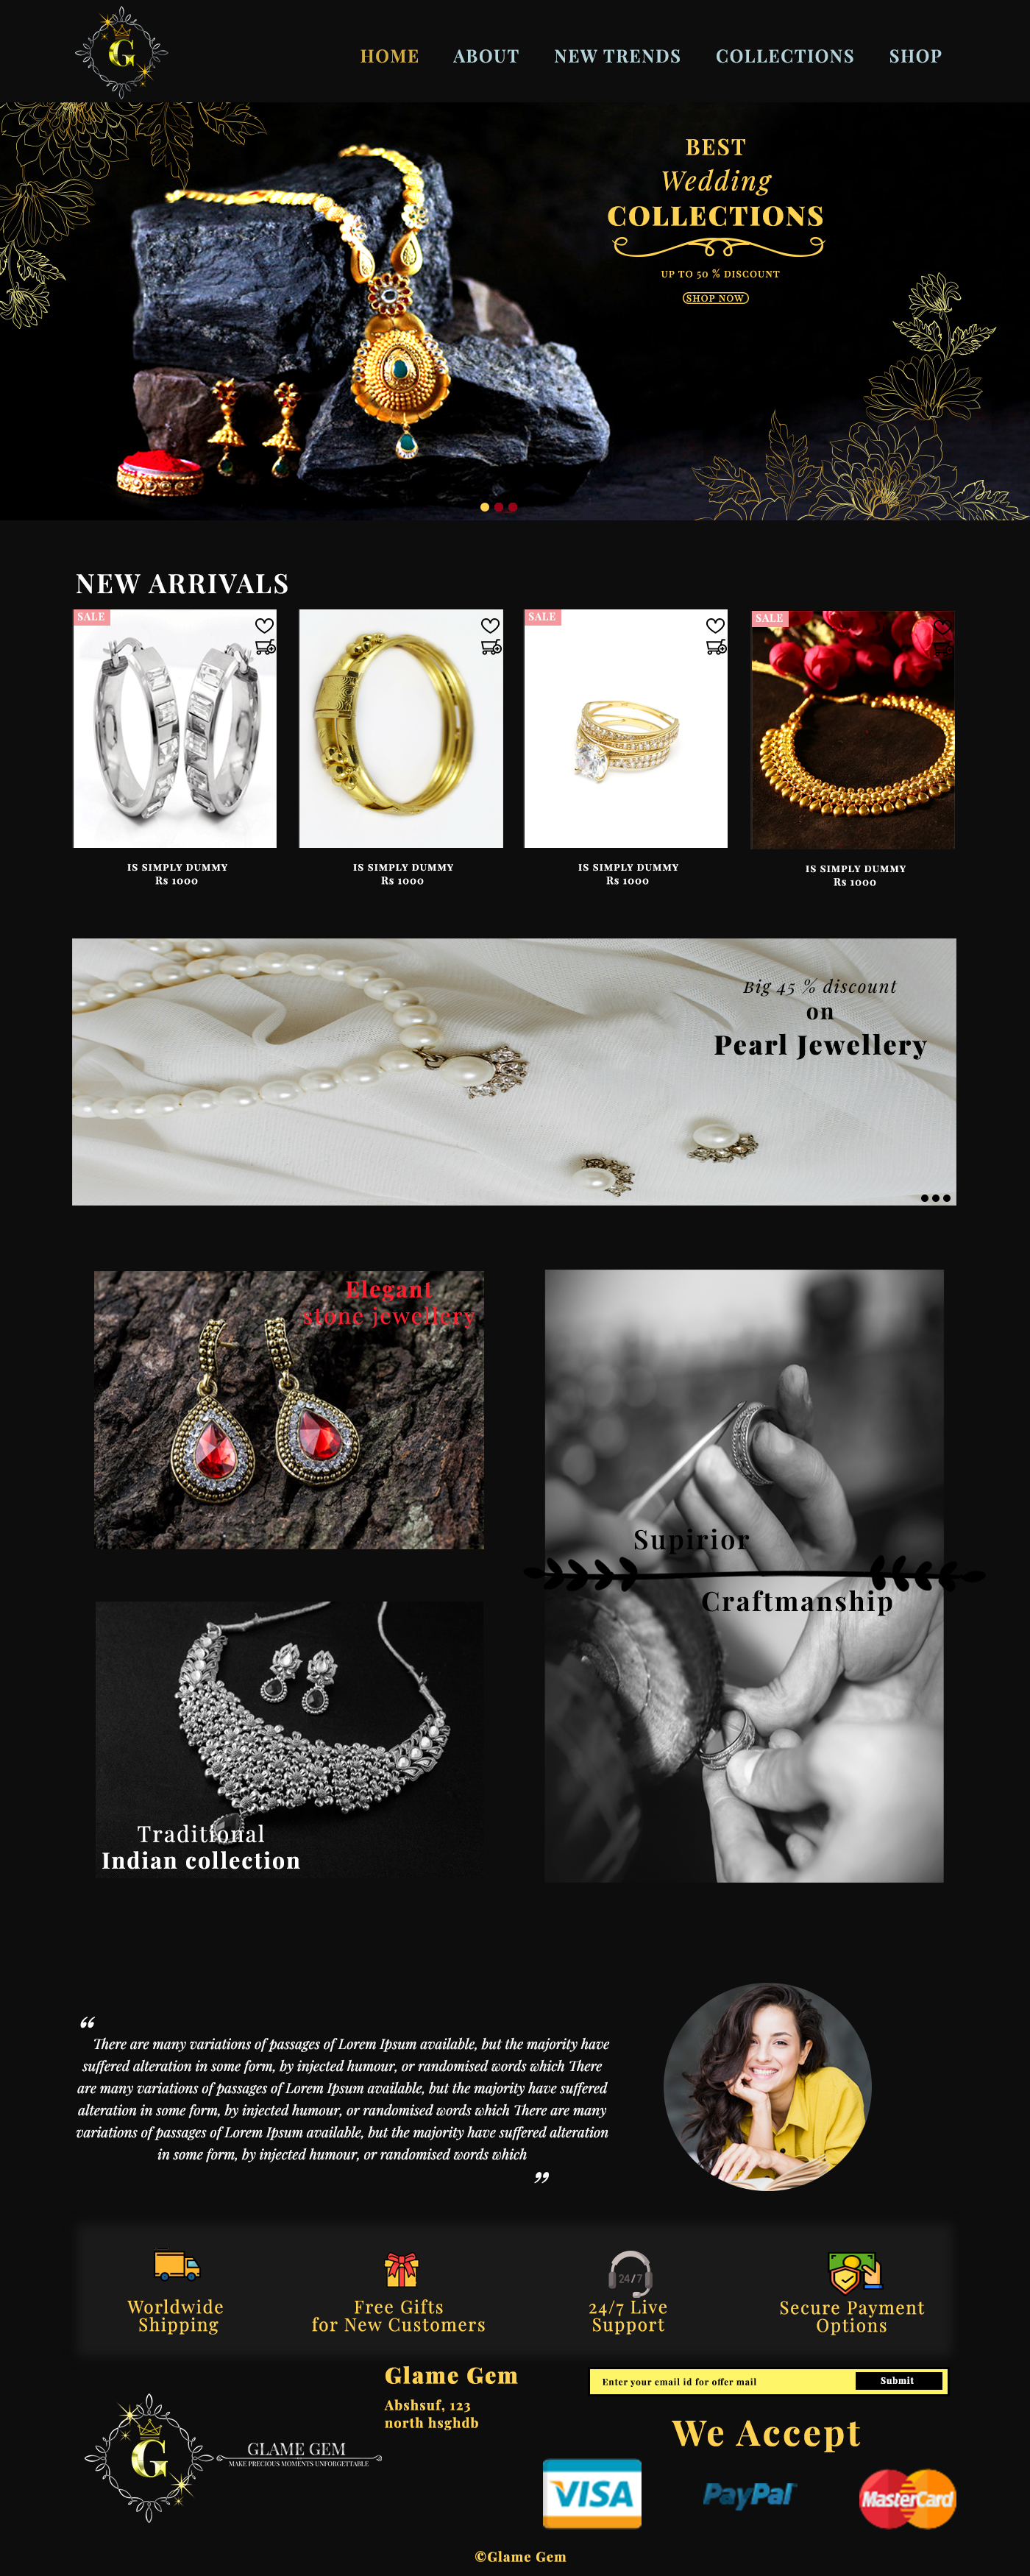 G
HOME ABOUT NEW TRENDS COLLECTIONS SHOP
BEST
Wedding
COLLECTIONS
UP TO 50 % DISCOUNT
SHOP NOW
NEW ARRIVALS
SALE
SALE
SALE
IS SIMPLY DUMMY
Rs 1000
IS SIMPLY DUMMY
Rs 1000
IS SIMPLY DUMMY
Rs 1000
IS SIMPLY DUMMY
Rs 1000
Big 45 % discount
on
Pearl Jewellery
Elegant
stone jewellery
Supirior
Craftmanship
Traditional
Indian collection
“
There are many variations of passages of Lorem Ipsum available, but the majority have
suffered alteration in some form, by injected humour, or randomised words which There
are many variations of passages of Lorem Ipsum available, but the majority have suffered
alteration in some form, by injected humour, or randomised words which There are many
variations of passages of Lorem Ipsum available, but the majority have suffered alteration
in some form, by injected humour, or randomised words which
”
Worldwide
Shipping
Free Gifts
for New Customers
24/7
24/7 Live
Support
Secure Payment
Options
Glame Gem
Abshsuf, 123
north hsghdb
Enter your email id for offer mail
Submit
We Accept
G
GLAME GEM
MAKE PRECIOUS MOMENTS UNFORGETTABLE
VISA
PayPal
MasterCard
©Glame Gem